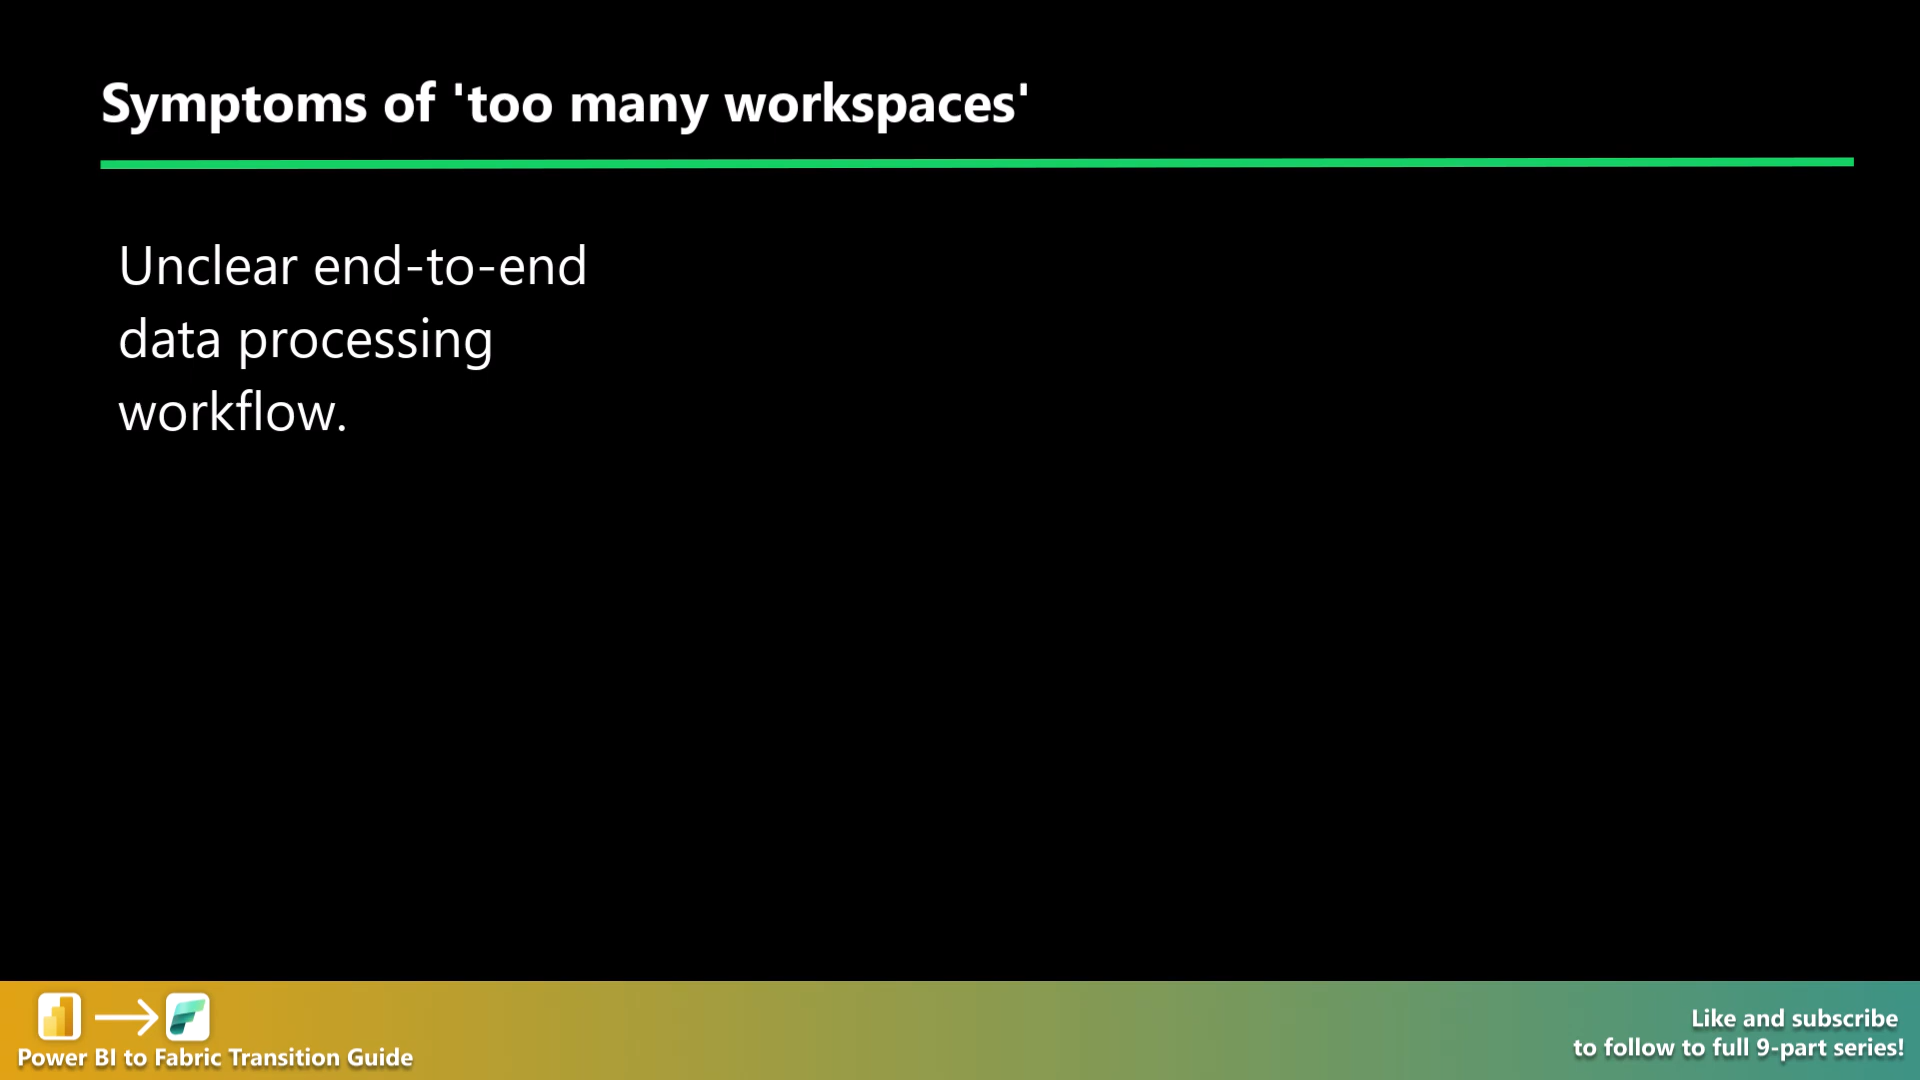 Symptoms of 'too many workspaces'
Unclear end-to-end
data processing
workflow.
Power BI to Fabric Transition Guide
Like and subscribe
to follow to full 9-part series!